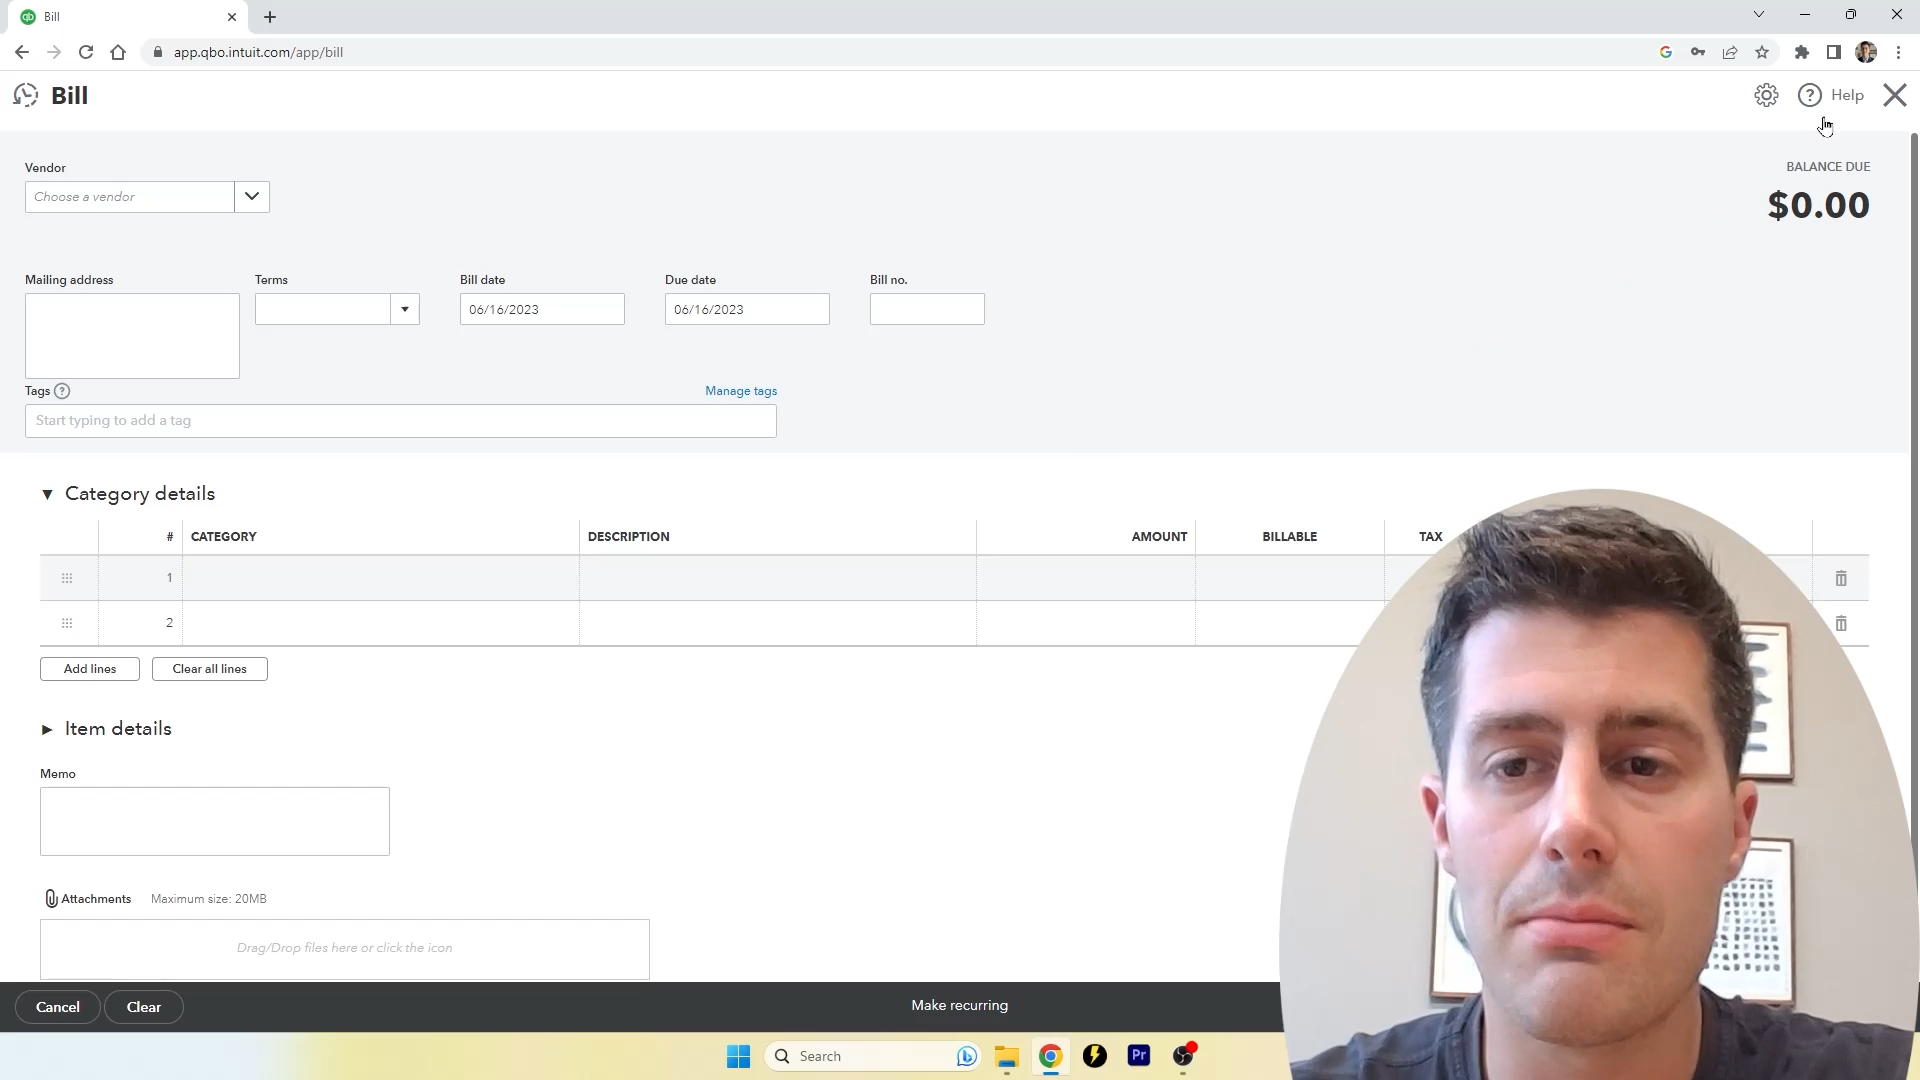 Bill
app.qbo.intuit.com/app/bill
Bill
Help
Vendor
BALANCE DUE
Choose a vendor
$0.00
Mailing address Terms Bill date Due date Bill no.
06/16/2023 06/16/2023
Tags Manage tags
Start typing to add a tag
Category details
# CATEGORY DESCRIPTION AMOUNT BILLABLE TAX
1
2
Add lines Clear all lines
Item details
Memo
Attachments Maximum size: 20MB
Drag/Drop files here or click the icon
Cancel Clear Make recurring
Search Pr